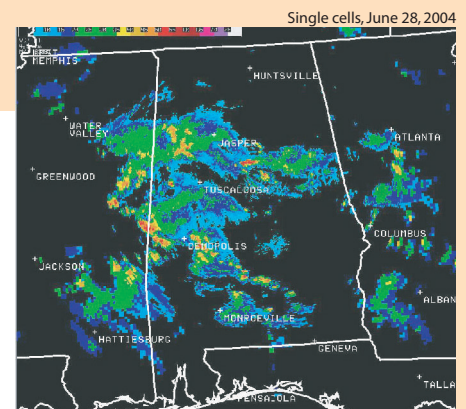 Single cells, June 28, 2004
MEMPHIS
HUNTSVILLE
WATER
VALLEY
JASPER
ATLANTA
GREENWOOD
TUSCALOOSA
COLUMBUS
DEMOPOLIS
JACKSON
ALBAN
MONROEVILLE
HATTIESBURG
GENEVA
TALLA
PENSACOLA